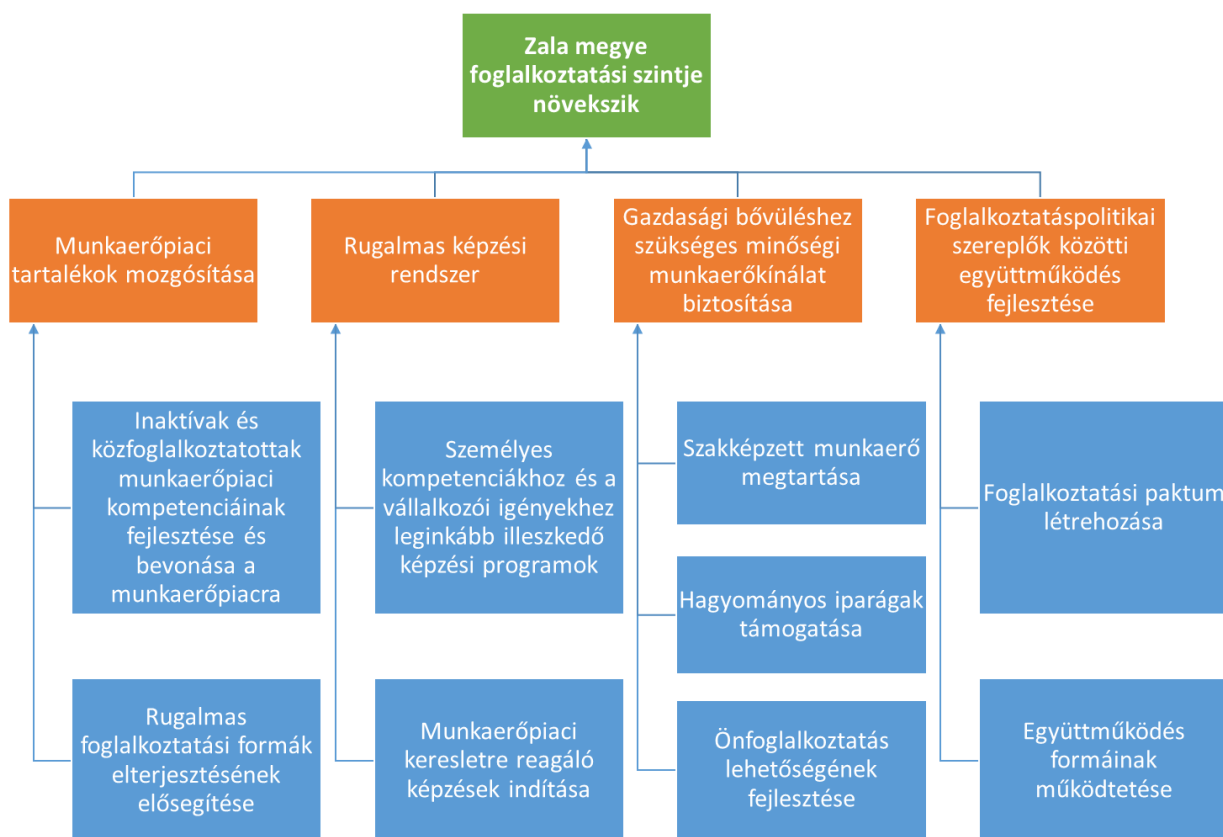 Zala megye
foglalkoztatási szintje
növekszik
Munkaerőpiaci
tartalékok mozgósítása
Rugalmas képzési
rendszer
Gazdasági bővüléshez
szükséges minőségi
munkaerőkínálat
biztosítása
Foglalkoztatáspolitikai
szereplők közötti
együttműködés
fejlesztése
Inaktívak és
közfoglalkoztatottak
munkaerőpiaci
kompetenciáinak
fejlesztése és
bevonása a
munkaerőpiacra
Rugalmas
foglalkoztatási formák
elterjesztésének
elősegítése
Személyes
kompetenciákhoz és a
vállalkozói igényekhez
leginkább illeszkedő
képzési programok
Munkaerőpiaci
keresletre reagáló
képzések indítása
Szakképzett munkaerő
megtartása
Hagyományos iparágak
támogatása
Önfoglalkoztatás
lehetőségének
fejlesztése
Foglalkoztatási paktum
létrehozása
Együttműködés
formáinak
működtetése